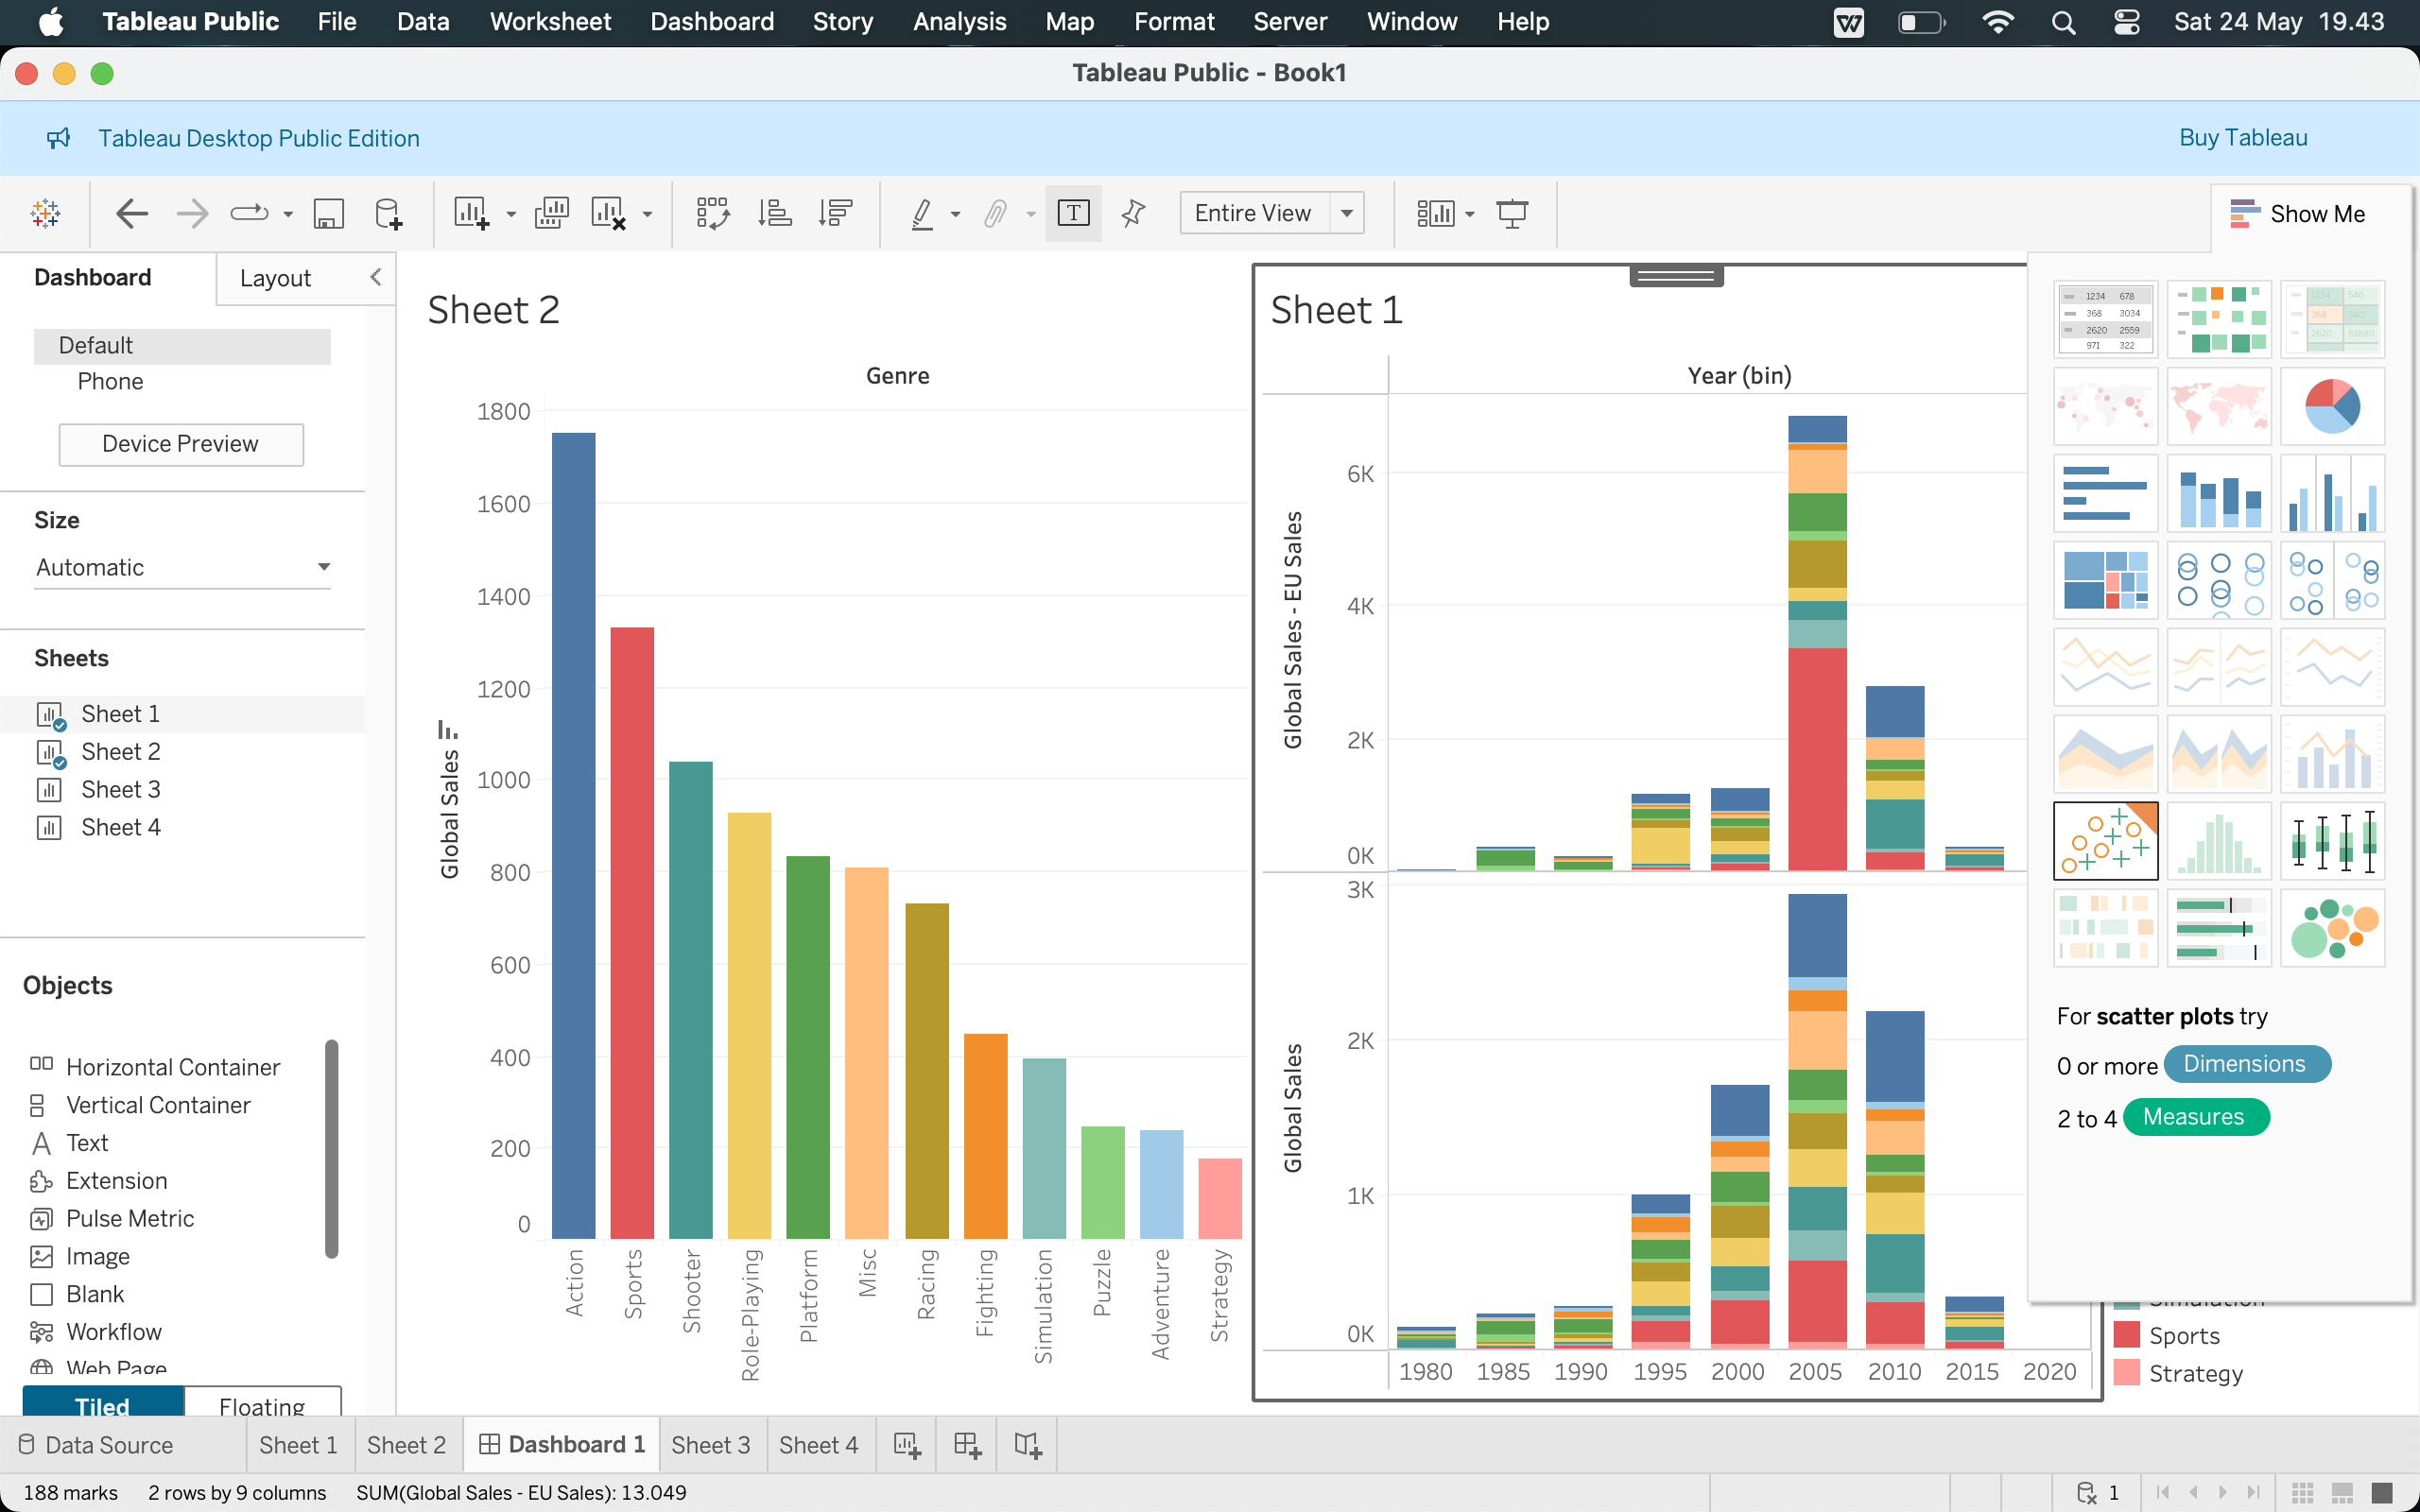 Tableau Public File Data Worksheet Dashboard Story Analysis Map Format Server Window Help Sat 24 May 19.43
Tableau Public - Book1
Tableau Desktop Public Edition Buy Tableau
Entire View Show Me
Dashboard Layout
Default
Phone
Device Preview
Size
Automatic
Sheets
Sheet 1
Sheet 2
Sheet 3
Sheet 4
Objects
Horizontal Container
Vertical Container
Text
Extension
Pulse Metric
Image
Blank
Workflow
Web Page
Tiled Floating
Sheet 2
Genre
Global Sales
1800
1600
1400
1200
1000
800
600
400
200
0
Action Sports Shooter Role-Playing Platform Misc Racing Fighting Simulation Puzzle Adventure Strategy
Sheet 1
Year (bin)
Global Sales - EU Sales
6K
4K
2K
0K
Global Sales
3K
2K
1K
0K
1980 1985 1990 1995 2000 2005 2010 2015 2020
1234 678
368 3034
2620 2559
971 322
1234 546
368 340
2620 53890
For scatter plots try
0 or more Dimensions
2 to 4 Measures
Simulation
Sports
Strategy
Data Source Sheet 1 Sheet 2 Dashboard 1 Sheet 3 Sheet 4
188 marks 2 rows by 9 columns SUM(Global Sales - EU Sales): 13.049 1